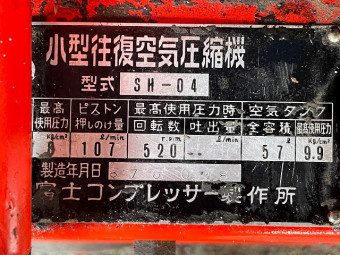 小型往復空気圧縮機
型式 SH-04
最高使用圧力 kg/cm² 8
ピストン押しのけ量 l/min 107
最高使用圧力時 回転数 r.p.m 520 吐出量 l/min --
空気タンク 全容積 l 57 最高使用圧力 kg/cm² 9.9
製造年月日
富士コンプレッサー製作所